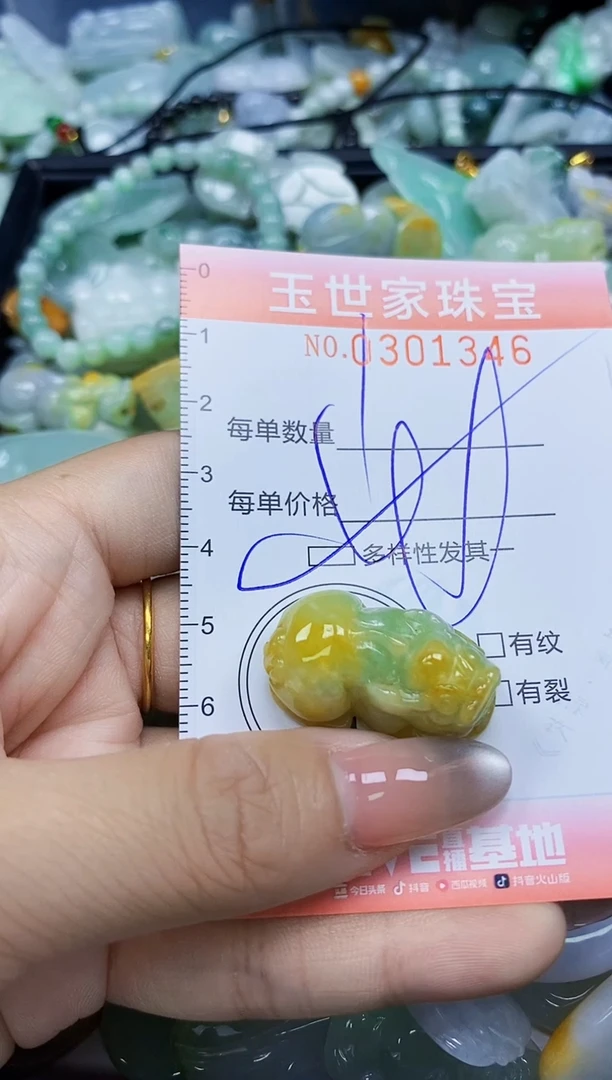 0
玉世家珠宝
1
NO.0301346
2
每单数量
3
每单价格
4
多样性发其一
5
有纹
有裂
6
直播 基地
今日头条 抖音 西瓜视频 抖音火山版